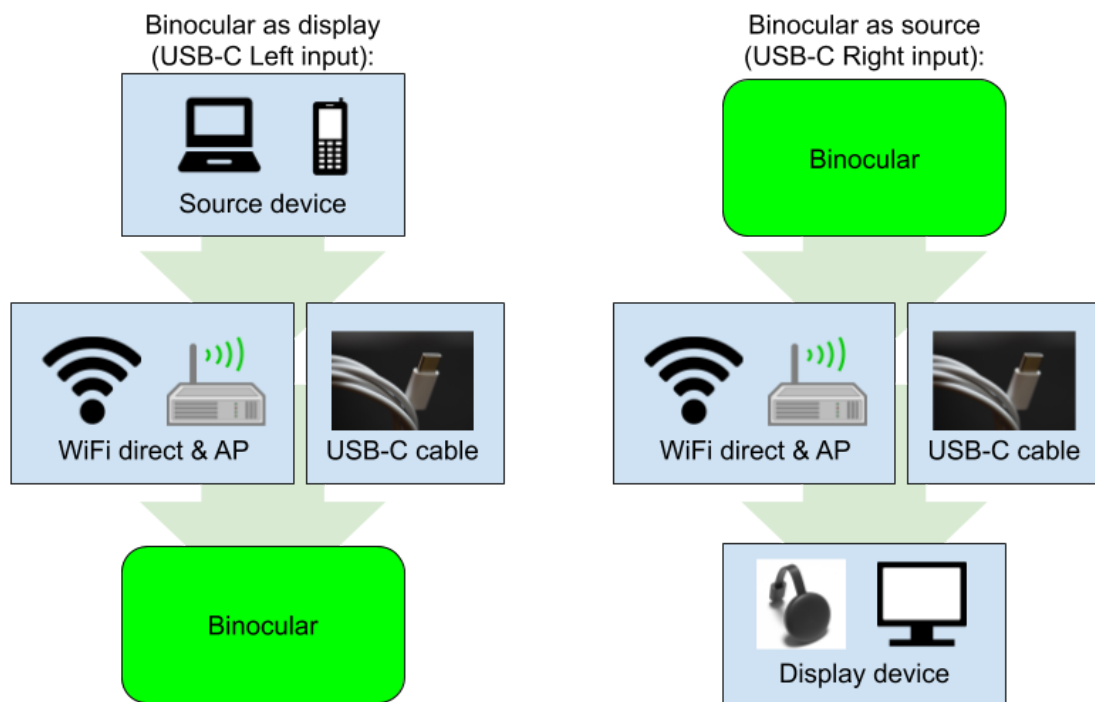 Binocular as display
(USB-C Left input):
Source device
WiFi direct & AP
USB-C cable
Binocular
Binocular as source
(USB-C Right input):
Binocular
WiFi direct & AP
USB-C cable
Display device